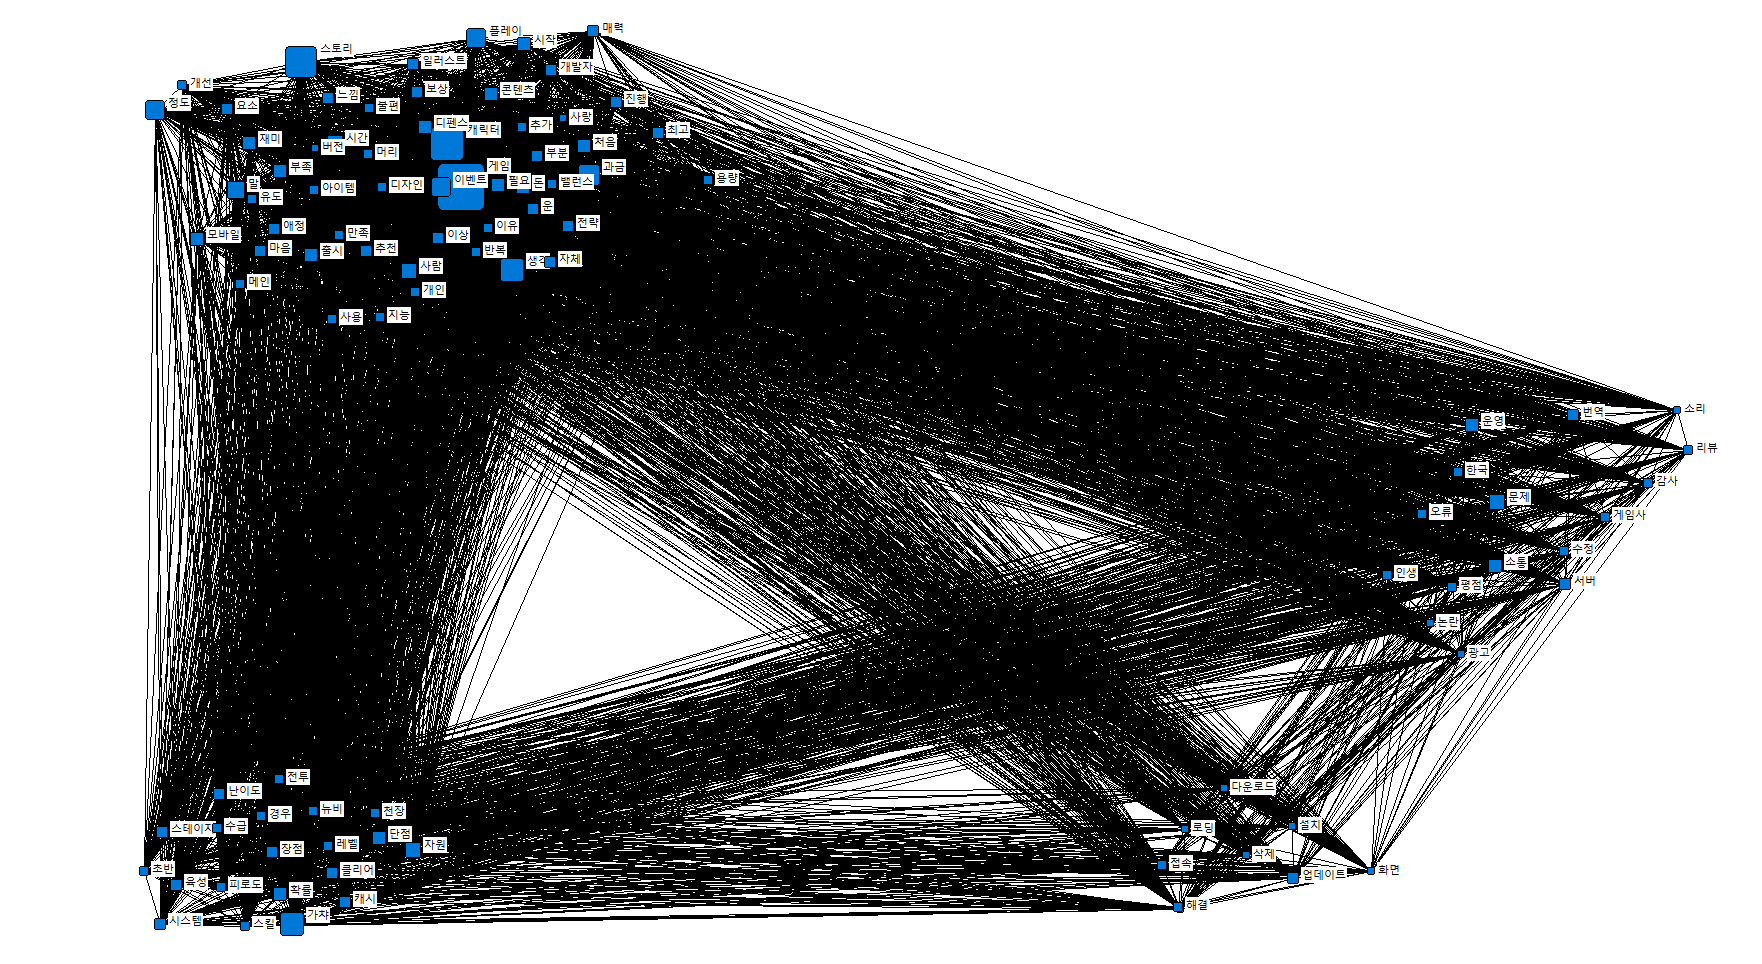 매력
플레이
시작
스토리
일러스트
개발자
개선
정도
요소
느낌
불편
보상
콘텐츠
진행
재미
시간
버전
머리
디펜스
캐릭터
추가
사랑
처음
최고
부족
부분
게임
과금
말
유도
아이템
디자인
이벤트
필요
돈
밸런스
용량
운
애정
만족
이상
이유
전략
모바일
마음
출시
추천
반복
자체
사람
메인
개인
사용
지능
소리
번역
운영
리뷰
한국
감사
문제
오류
게임사
수정
소통
인생
평점
서버
논란
광고
전투
난이도
경우
뉴비
천장
스테이지
수급
단점
장점
레벨
자원
초반
육성
피로도
확률
클리어
캐시
시스템
스킬
가챠
다운로드
로딩
설치
접속
삭제
업데이트
화면
해결